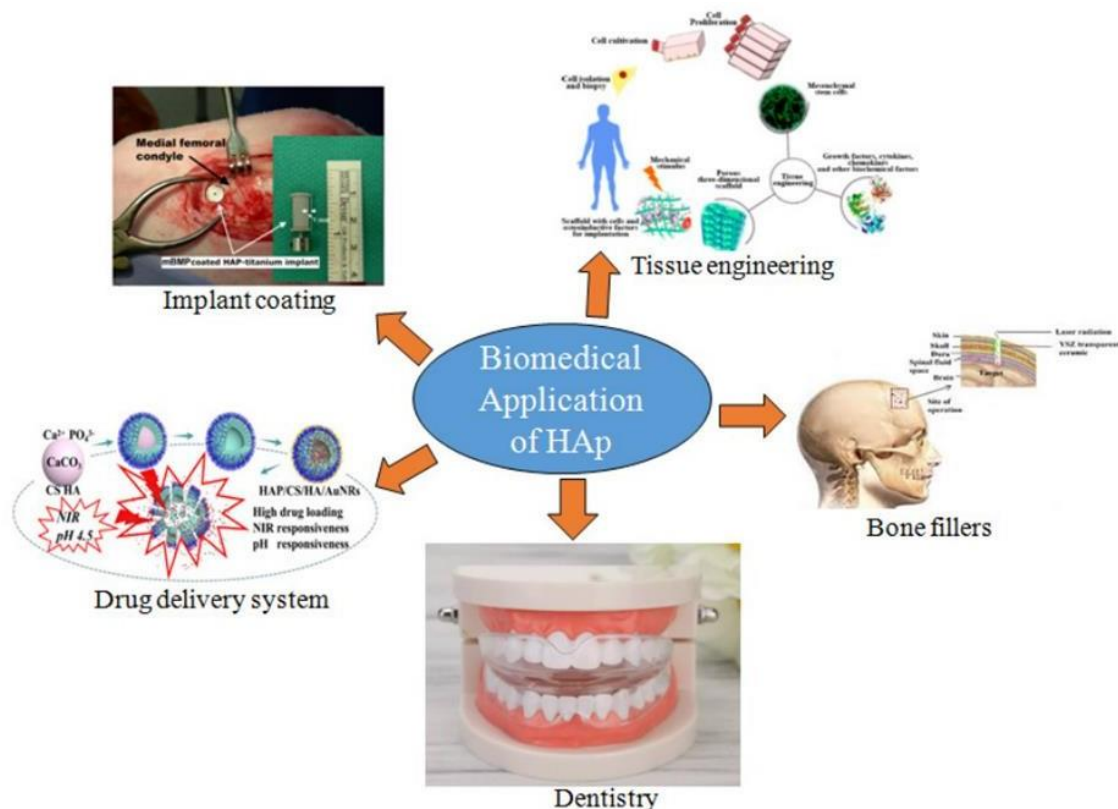 Medial femoral
condyle
mBMPcoated HAP-titanium implant
Implant coating
Cell
Proliferation
Cell cultivation
Cell isolation
and biopsy
Mesenchymal
stem cells
Mechanical
stimulus
Porous
three-dimensional
scaffold
Tissue
engineering
Growth factors, cytokines,
chemokines
and other biochemical factors
Scaffold with cells and
osteoinductive factors
for implantation
Tissue engineering
Biomedical
Application
of HAp
Skin
Skull
Dura
Spinal fluid
space
Brain
Laser radiation
YSZ transparent
ceramic
Target
Site of
operation
Bone fillers
Ca²⁺ PO₄³⁻
CaCO₃
CS HA
NIR
pH 4.5
HAP/CS/HA/AuNRs
High drug loading
NIR responsiveness
pH responsiveness
Drug delivery system
Dentistry